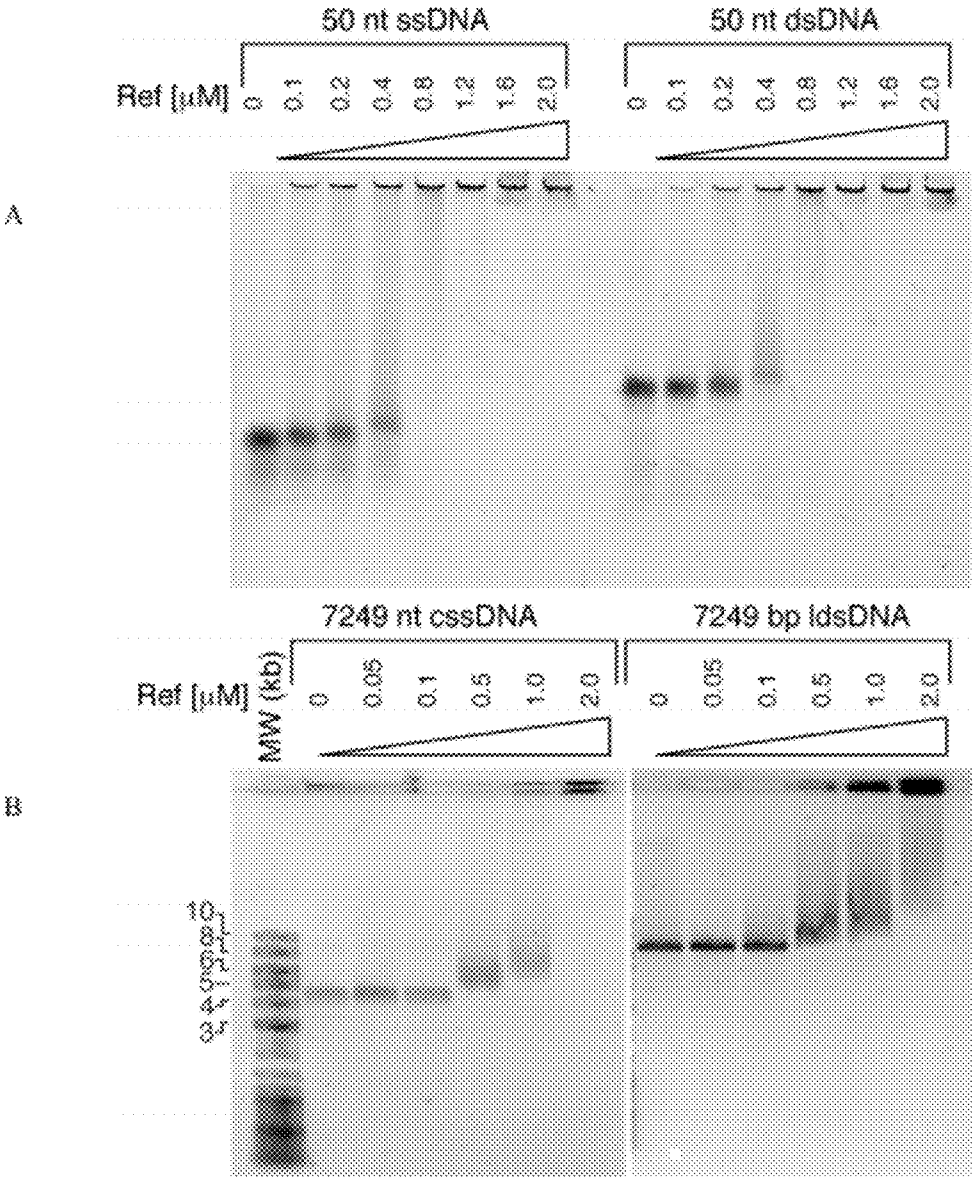 50 nt ssDNA 50 nt dsDNA
Ref [μM] 0 0.1 0.2 0.4 0.8 1.2 1.6 2.0 0 0.1 0.2 0.4 0.8 1.2 1.6 2.0
A
7249 nt cssDNA 7249 bp ldsDNA
Ref [μM] MW (kb) 0 0.05 0.1 0.5 1.0 2.0 0 0.05 0.1 0.5 1.0 2.0
B
10
8
6
5
4
3